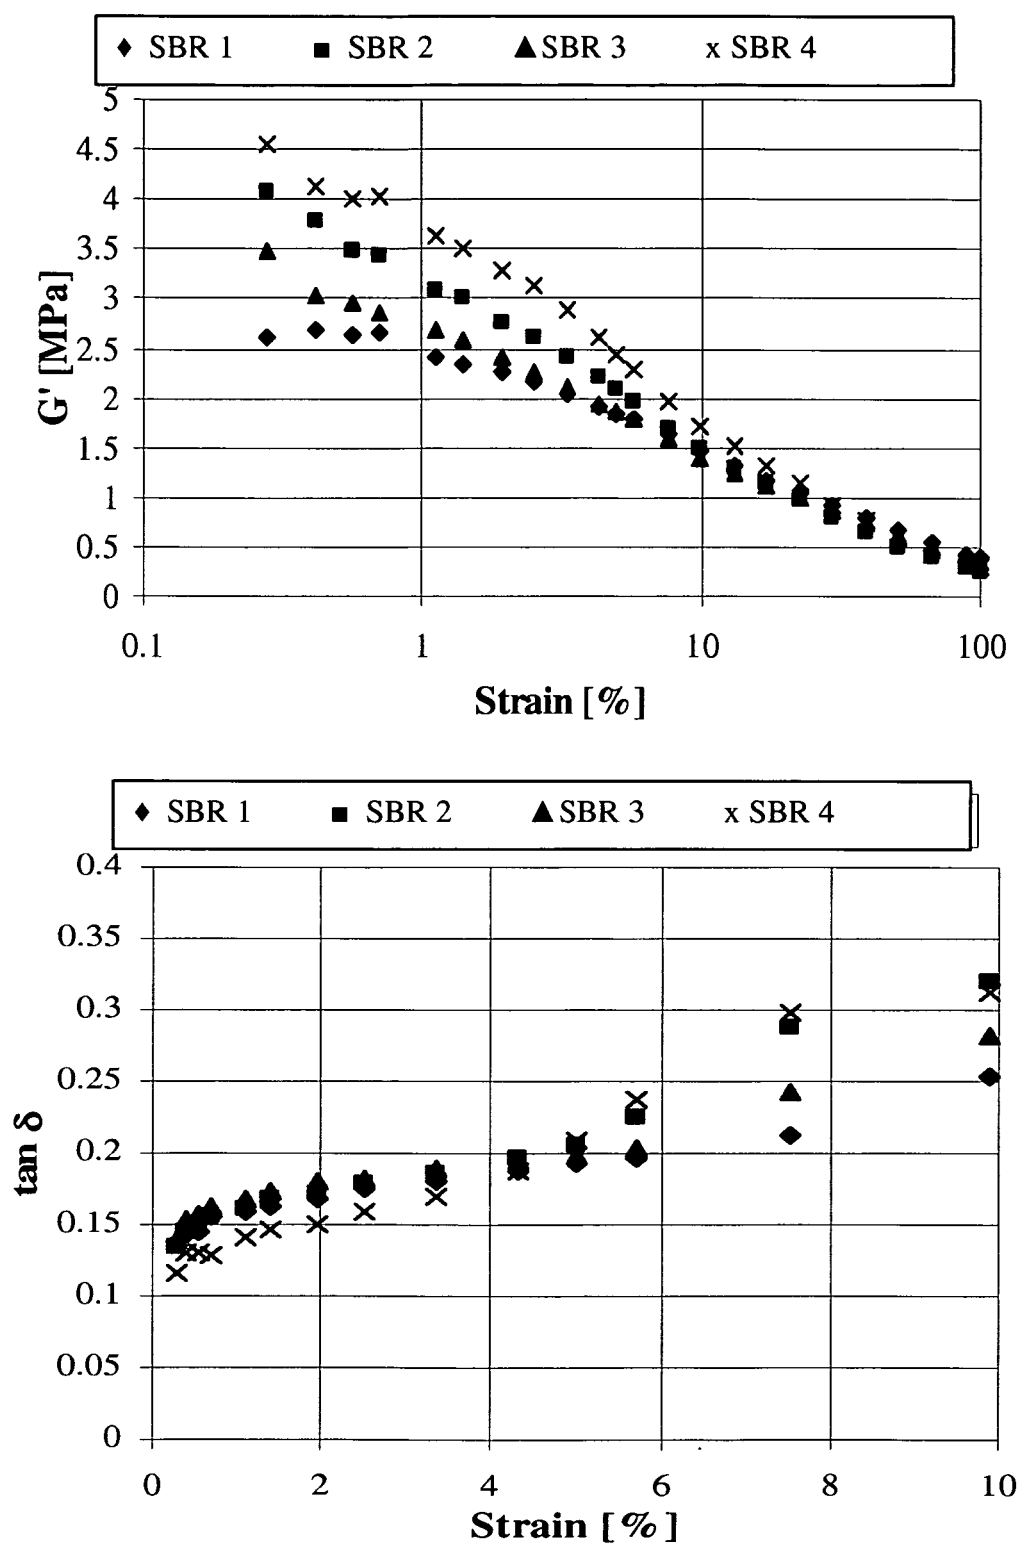 SBR 1 SBR 2 SBR 3 x SBR 4
5
4.5
4
3.5
3
2.5
2
1.5
1
0.5
0
G' [MPa]
0.1 1 10 100
Strain [%]
SBR 1 SBR 2 SBR 3 x SBR 4
0.4
0.35
0.3
0.25
0.2
0.15
0.1
0.05
0
tan δ
0 2 4 6 8 10
Strain [%]